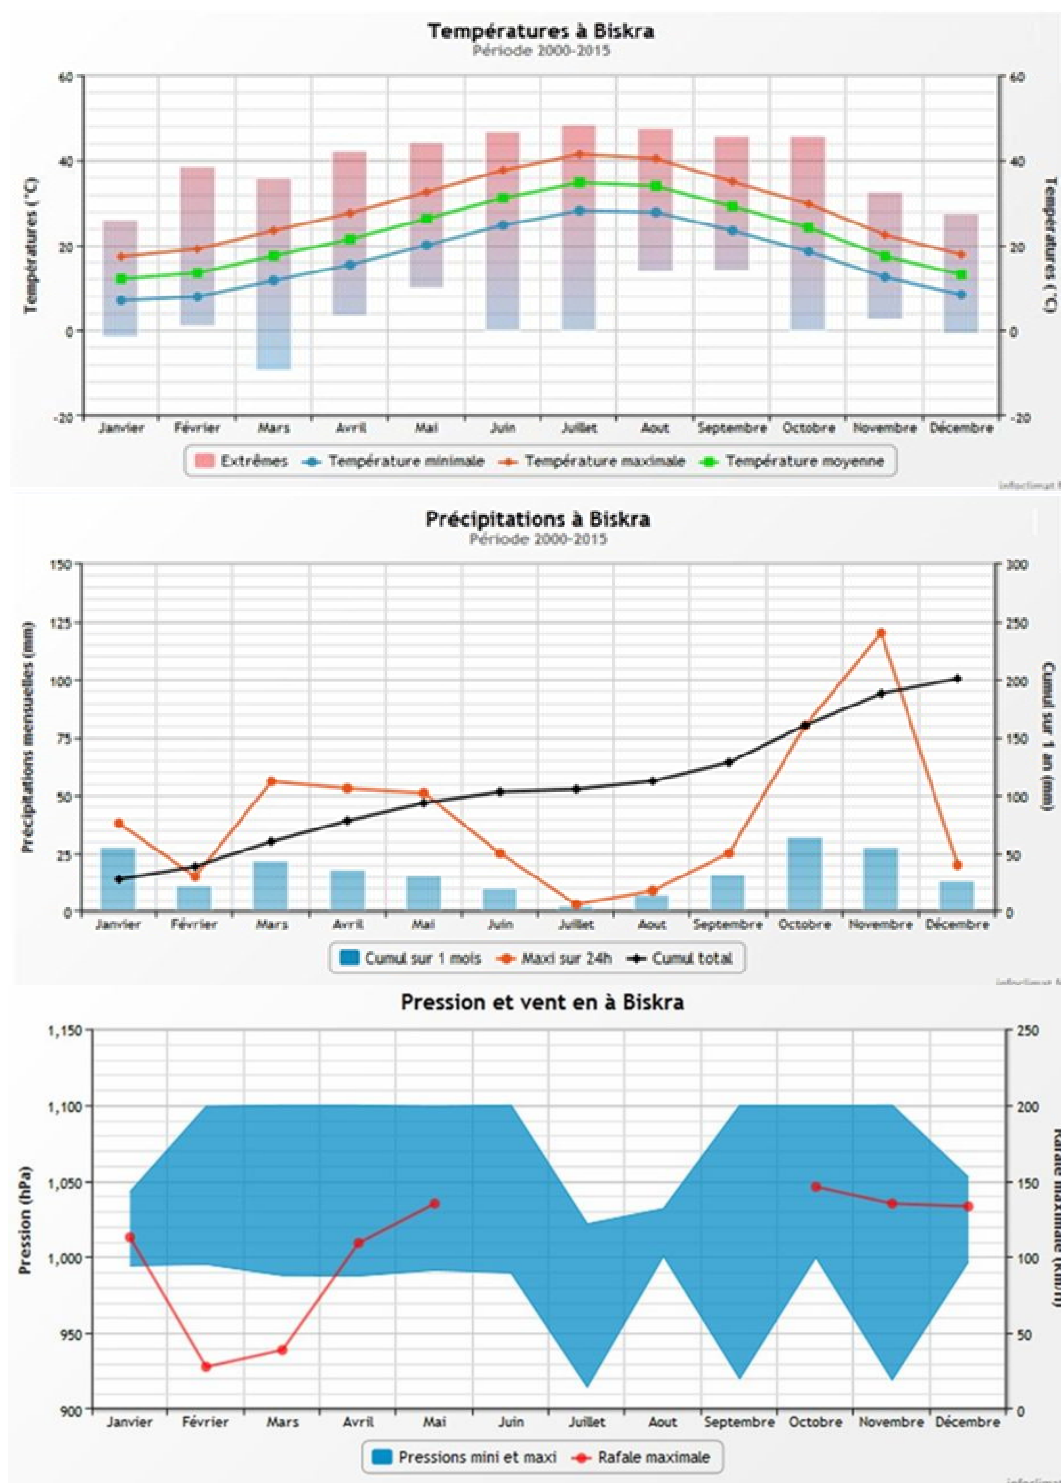 Températures à Biskra
Période 2000-2015
60
40
20
0
-20
Températures (°C)
60
40
20
0
-20
Températures (°C)
Janvier Février Mars Avril Mai Juin Juillet Aout Septembre Octobre Novembre Décembre
Extrêmes Température minimale Température maximale Température moyenne
infoclimat.f
Précipitations à Biskra
Période 2000-2015
150
125
100
75
50
25
0
Précipitations mensuelles (mm)
300
250
200
150
100
50
0
Cumul sur 1 an (mm)
Janvier Février Mars Avril Mai Juin Juillet Aout Septembre Octobre Novembre Décembre
Cumul sur 1 mois Maxi sur 24h Cumul total
infoclimat.f
Pression et vent en à Biskra
1,150
1,100
1,050
1,000
950
900
Pression (hPa)
250
200
150
100
50
0
Rafale maximale (km/h)
Janvier Février Mars Avril Mai Juin Juillet Aout Septembre Octobre Novembre Décembre
Pressions mini et maxi Rafale maximale